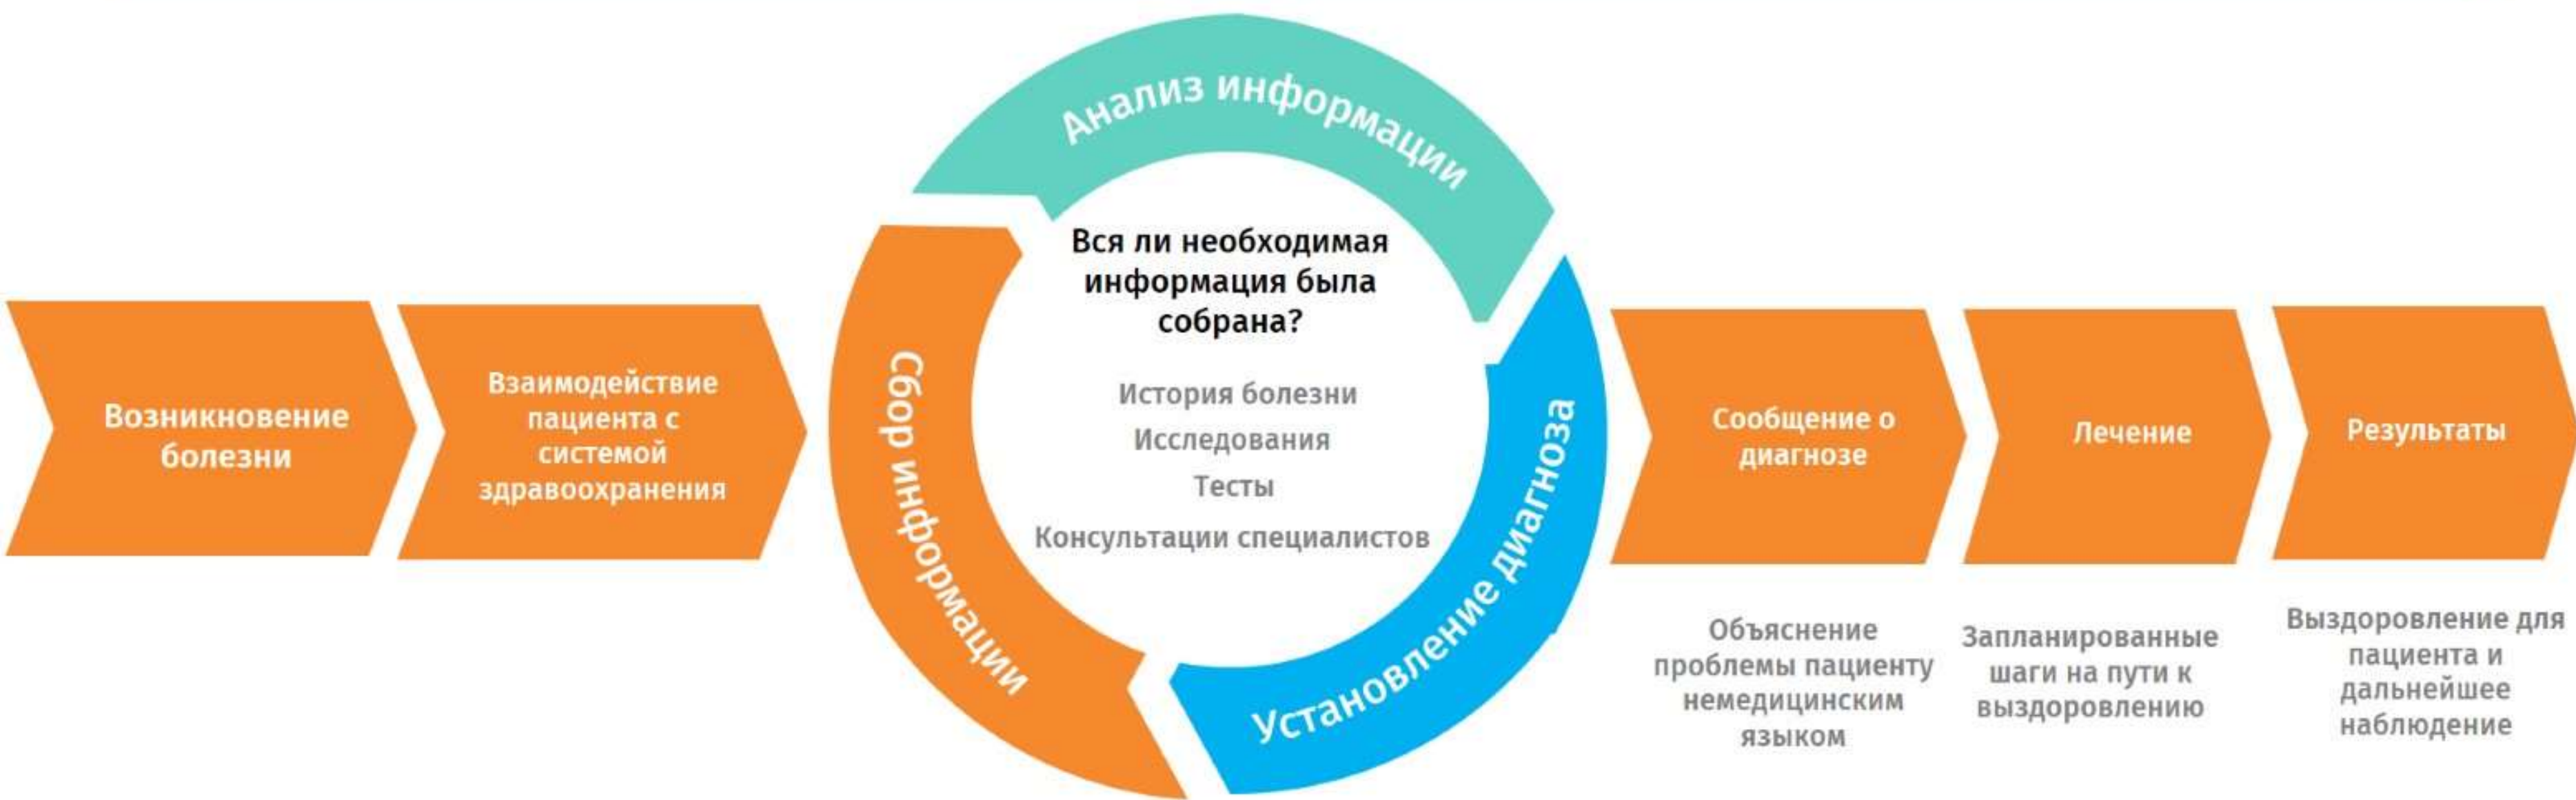 Возникновение
болезни
Взаимодействие
пациента с
системой
здравоохранения
Сбор информации
Анализ информации
Установление диагноза
Вся ли необходимая
информация была
собрана?
История болезни
Исследования
Тесты
Консультации специалистов
Сообщение о
диагнозе
Объяснение
проблемы пациенту
немедицинским
языком
Лечение
Запланированные
шаги на пути к
выздоровлению
Результаты
Выздоровление для
пациента и
дальнейшее
наблюдение